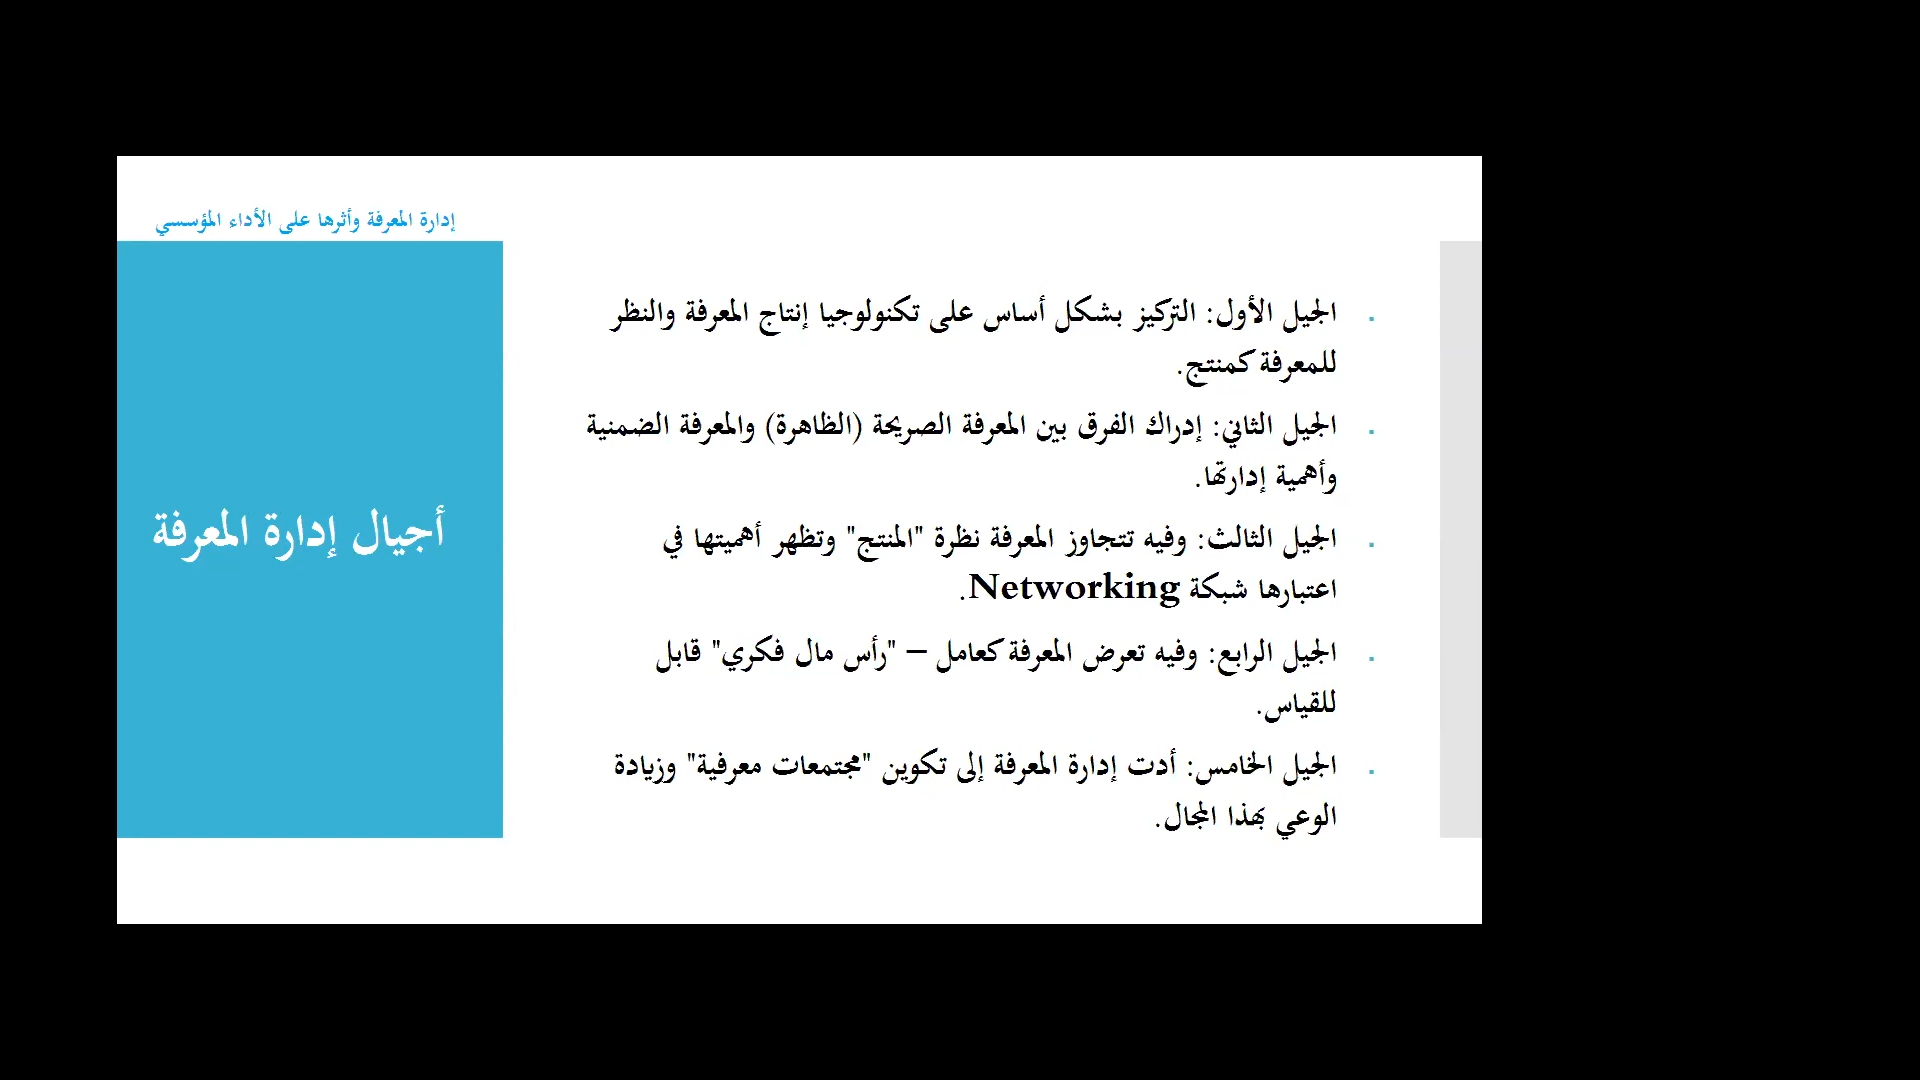 إدارة المعرفة وأثرها على الأداء المؤسسي
أجيال إدارة المعرفة
الجيل الأول: التركيز بشكل أساس على تكنولوجيا إنتاج المعرفة والنظر
للمعرفة كمنتج.
الجيل الثاني: إدراك الفرق بين المعرفة الصريحة (الظاهرة) والمعرفة الضمنية
وأهمية إدارتها.
الجيل الثالث: وفيه تتجاوز المعرفة نظرة "المنتج" وتظهر أهميتها في
اعتبارها شبكة Networking.
الجيل الرابع: وفيه تعرض المعرفة كعامل – "رأس مال فكري" قابل
للقياس.
الجيل الخامس: أدت إدارة المعرفة إلى تكوين "مجتمعات معرفية" وزيادة
الوعي بهذا المجال.